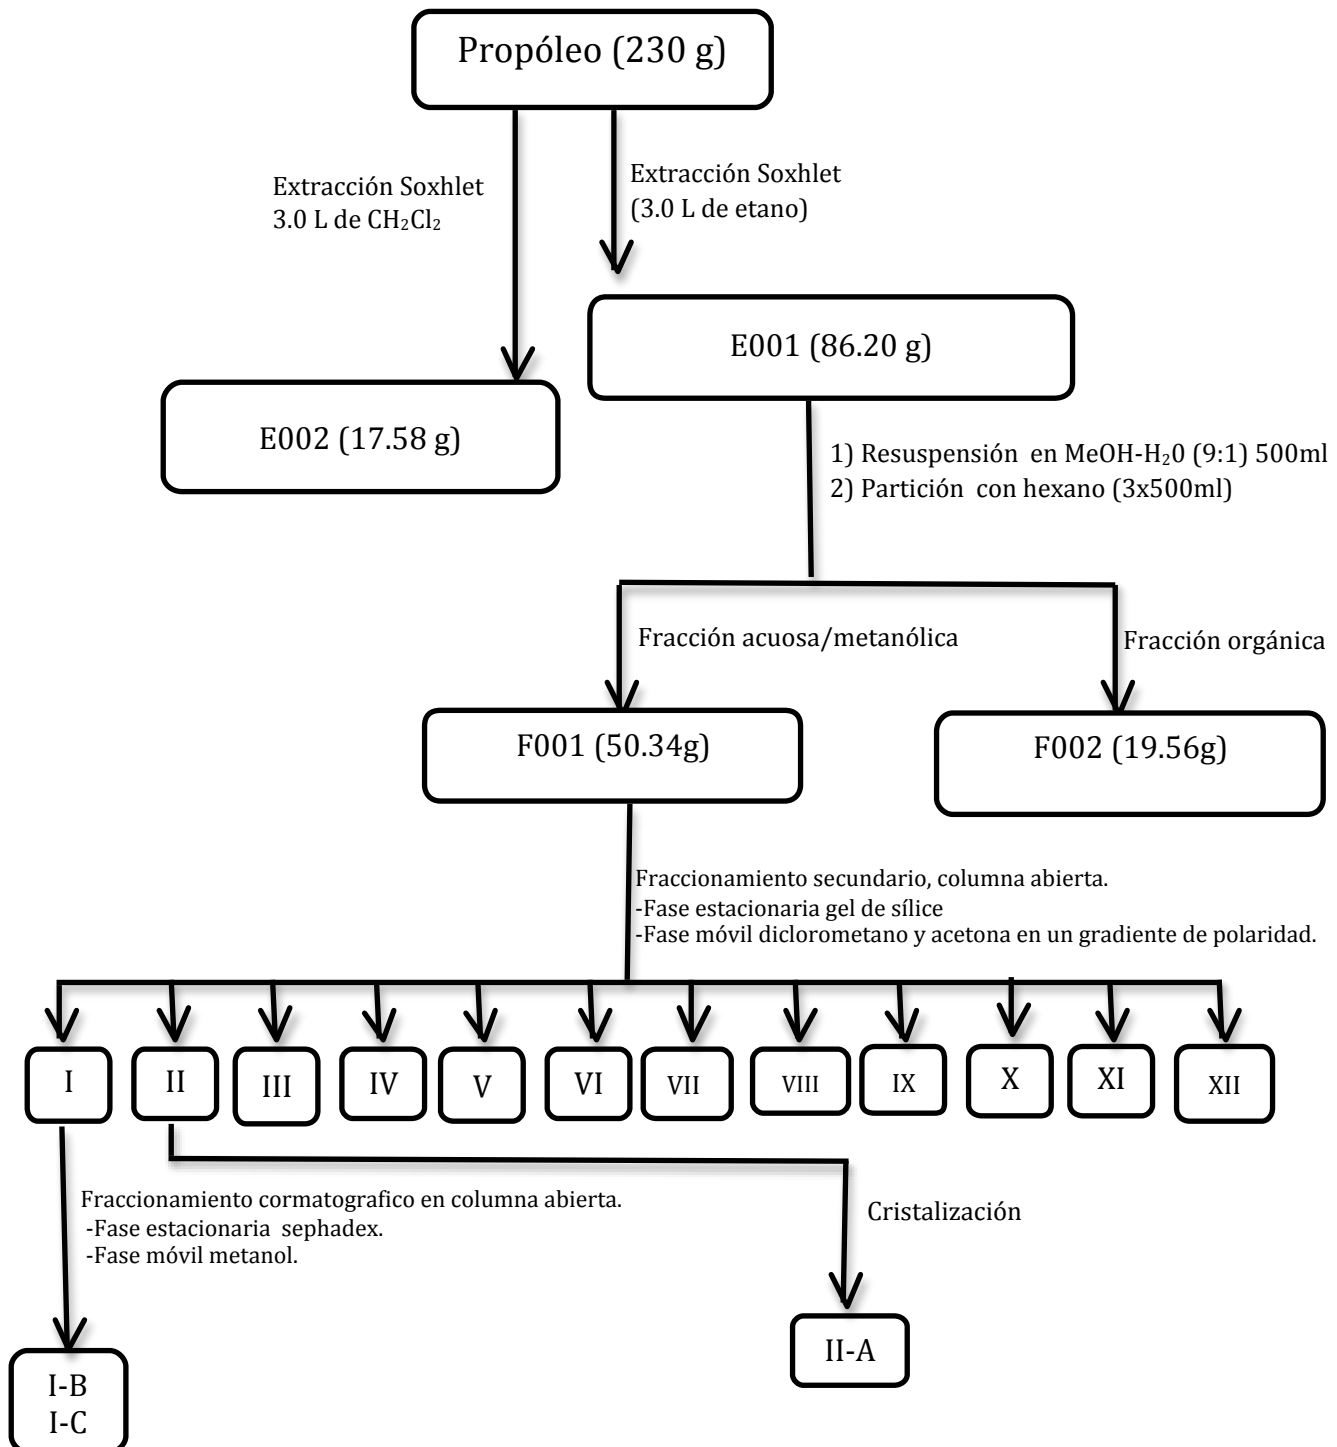 Propóleo (230 g)
Extracción Soxhlet
3.0 L de CH₂Cl₂
Extracción Soxhlet
(3.0 L de etano)
E001 (86.20 g)
E002 (17.58 g)
1) Resuspensión en MeOH-H₂0 (9:1) 500ml
2) Partición con hexano (3x500ml)
Fracción acuosa/metanólica
Fracción orgánica
F001 (50.34g)
F002 (19.56g)
Fraccionamiento secundario, columna abierta.
-Fase estacionaria gel de sílice
-Fase móvil diclorometano y acetona en un gradiente de polaridad.
I
II
III
IV
V
VI
VII
VIII
IX
X
XI
XII
Fraccionamiento cormatografico en columna abierta.
-Fase estacionaria sephadex.
-Fase móvil metanol.
Cristalización
II-A
I-B
I-C